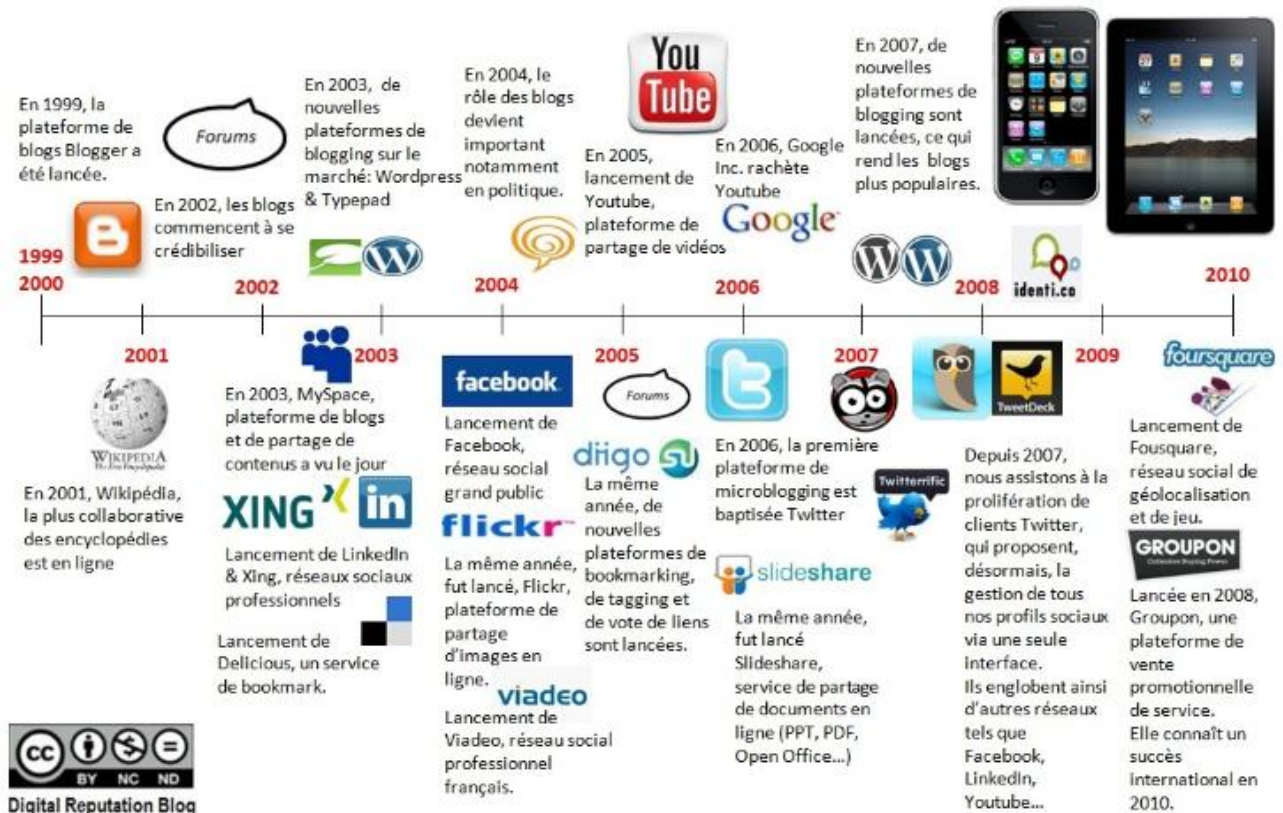 En 1999, la
plateforme de
blogs Blogger a
été lancée.
Forums
En 2002, les blogs
commencent à se
crédibiliser
En 2003, de
nouvelles
plateformes de
blogging sur le
marché: Wordpress
& Typepad
En 2004, le
rôle des blogs
devient
important
notamment
en politique.
You
Tube
En 2005,
lancement de
Youtube,
plateforme de
partage de vidéos
En 2006, Google
Inc. rachète
Youtube
Google
En 2007, de
nouvelles
plateformes de
blogging sont
lancées, ce qui
rend les blogs
plus populaires.
identi.ca
1999
2000
2002
2004
2006
2008
2010
2001
2003
2005
2007
2009
WIKIPEDIA
The Free Encyclopedia
En 2001, Wikipédia,
la plus collaborative
des encyclopédies
est en ligne
En 2003, MySpace,
plateforme de blogs
et de partage de
contenus a vu le jour
XING
in
Lancement de LinkedIn
& Xing, réseaux sociaux
professionnels
Lancement de
Delicious, un service
de bookmark.
facebook
Lancement de
Facebook,
réseau social
grand public
flickr
La même année,
fut lancé, Flickr,
plateforme de
partage
d'images en
ligne.
viadeo
Lancement de
Viadeo, réseau social
professionnel
français.
Forums
diigo
La même
année, de
nouvelles
plateformes de
bookmarking,
de tagging et
de vote de liens
sont lancées.
En 2006, la première
plateforme de
microblogging est
baptisée Twitter
slideshare
La même année,
fut lancé
Slideshare,
service de partage
de documents en
ligne (PPT, PDF,
Open Office...)
Twitterrific
TweetDeck
Depuis 2007,
nous assistons à la
prolifération de
clients Twitter,
qui proposent,
désormais, la
gestion de tous
nos profils sociaux
via une seule
interface.
Ils englobent ainsi
d'autres réseaux
tels que
Facebook,
LinkedIn,
Youtube...
foursquare
Lancement de
Fousquare,
réseau social de
géolocalisation
et de jeu.
GROUPON
Collective Buying Power
Lancée en 2008,
Groupon, une
plateforme de
vente
promotionnelle
de service.
Elle connaît un
succès
international en
2010.
cc
BY NC ND
Digital Reputation Blog